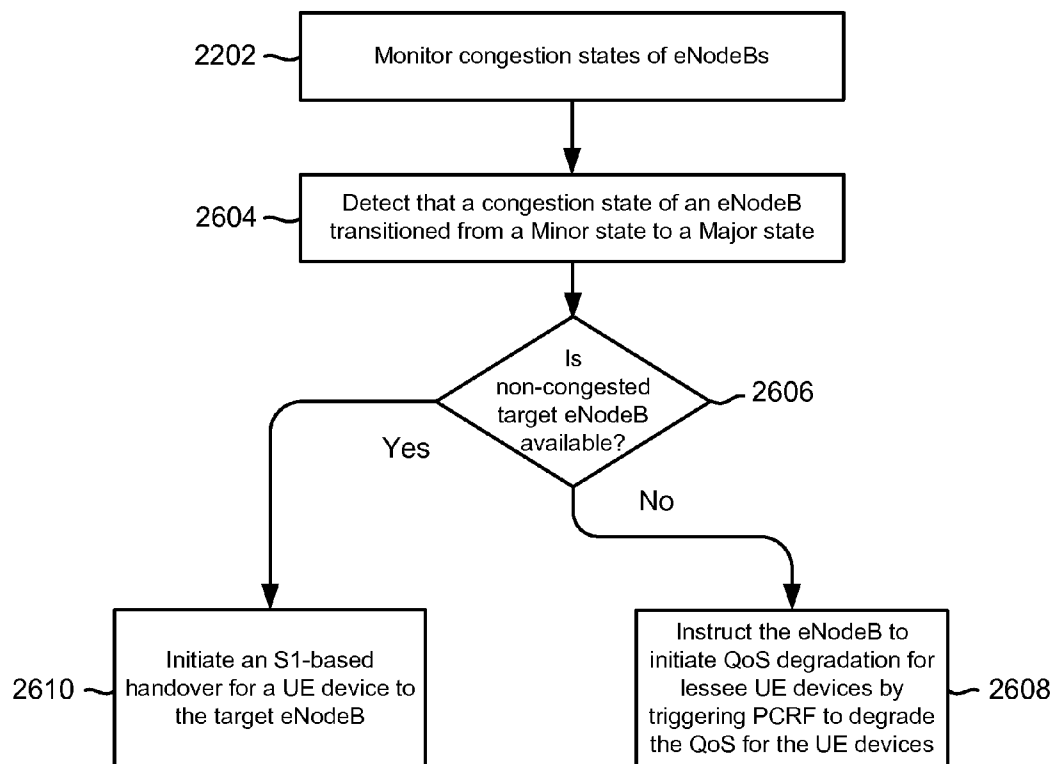 2202
Monitor congestion states of eNodeBs
2604
Detect that a congestion state of an eNodeB
transitioned from a Minor state to a Major state
Is
non-congested
target eNodeB
available?
2606
Yes
No
2610
Initiate an S1-based
handover for a UE device to
the target eNodeB
Instruct the eNodeB to
initiate QoS degradation for
lessee UE devices by
triggering PCRF to degrade
the QoS for the UE devices
2608